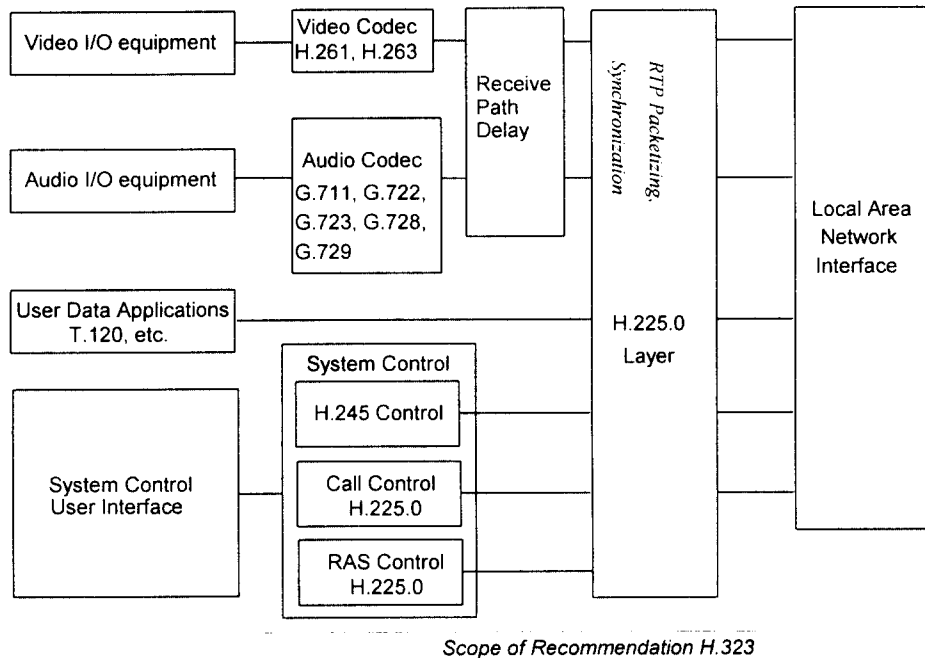 Video I/O equipment
Video Codec
H.261, H.263
Receive
Path
Delay
RTP Packetizing,
Synchronization
Audio I/O equipment
Audio Codec
G.711, G.722,
G.723, G.728,
G.729
Local Area
Network
Interface
User Data Applications
T.120, etc.
H.225.0
Layer
System Control
H.245 Control
System Control
User Interface
Call Control
H.225.0
RAS Control
H.225.0
Scope of Recommendation H.323